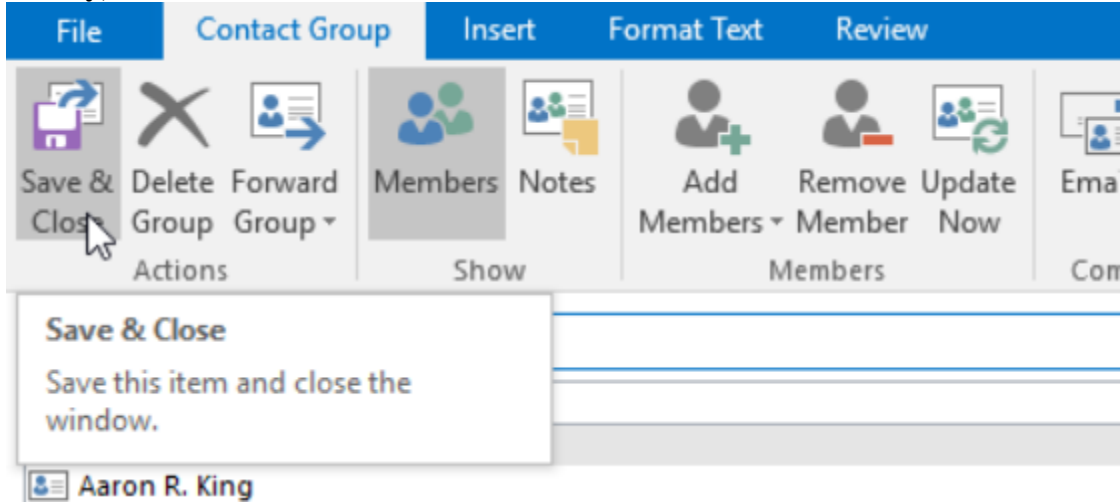 File Contact Group Insert Format Text Review
Save & Close
Delete Group
Forward Group
Members
Notes
Add Members
Remove Member
Update Now
Actions Show Members
Save & Close
Save this item and close the
window.
Aaron R. King